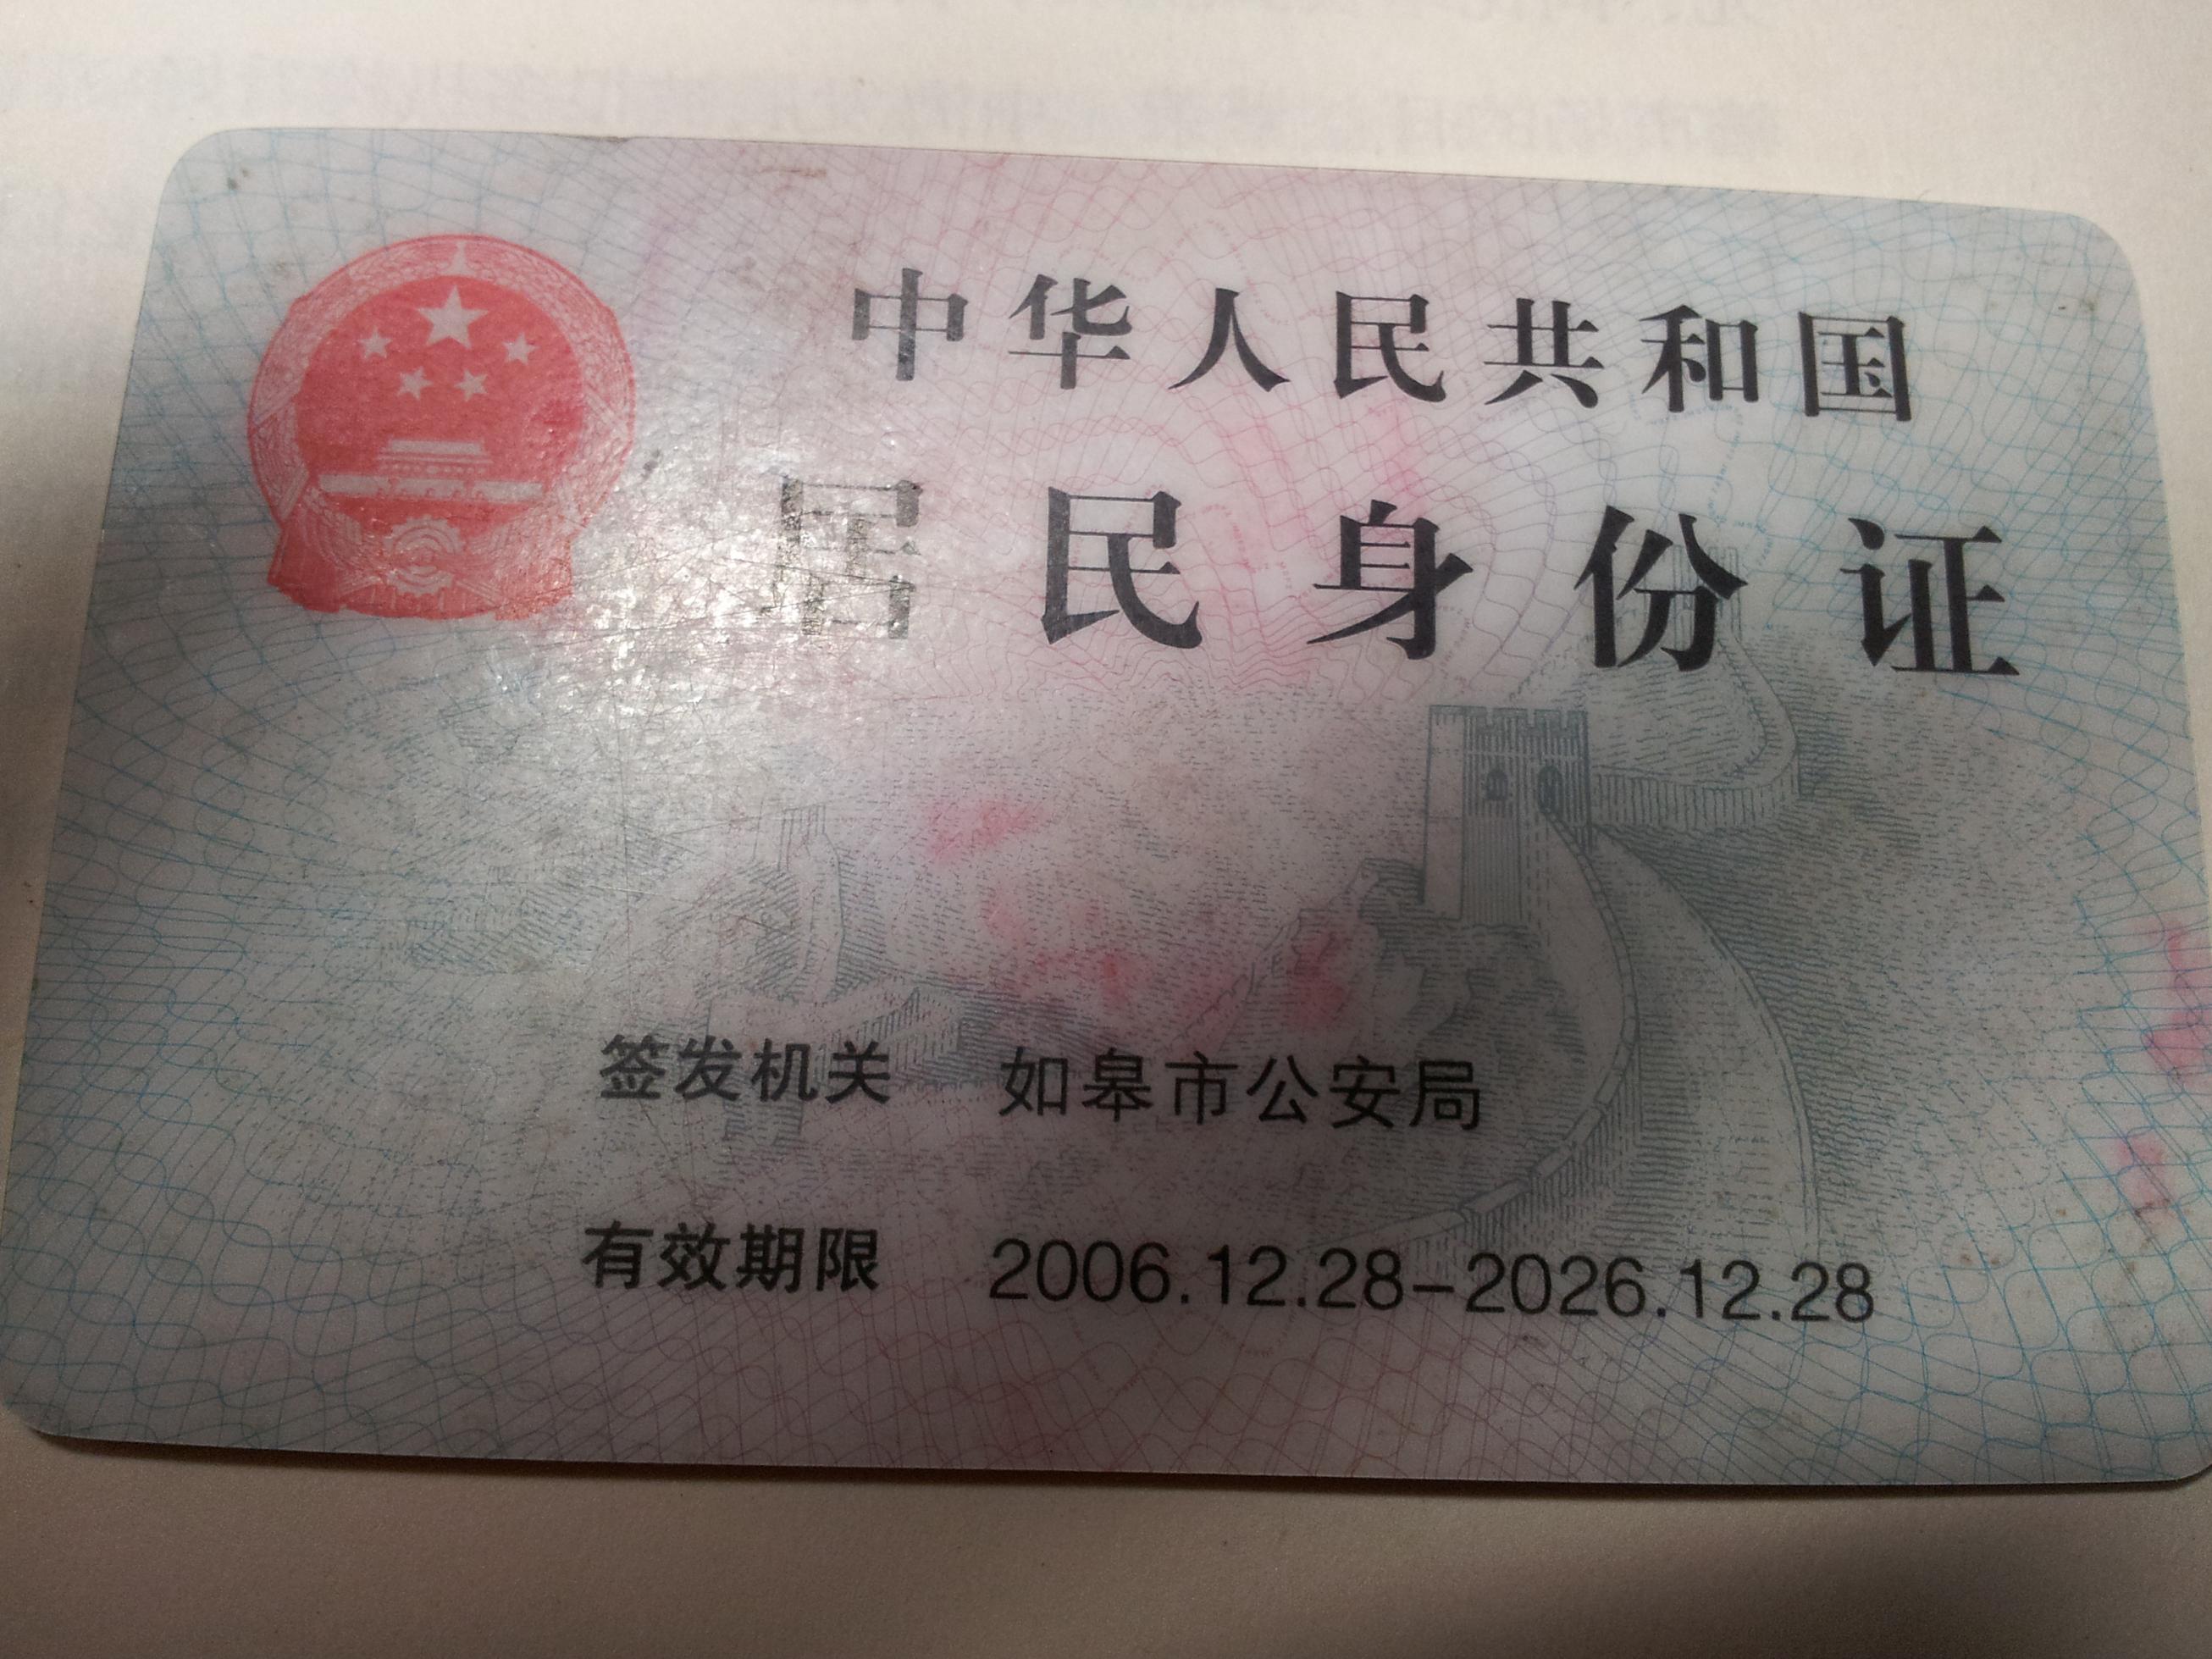 中华人民共和国
居民身份证
签发机关 如皋市公安局
有效期限 2006.12.28-2026.12.28